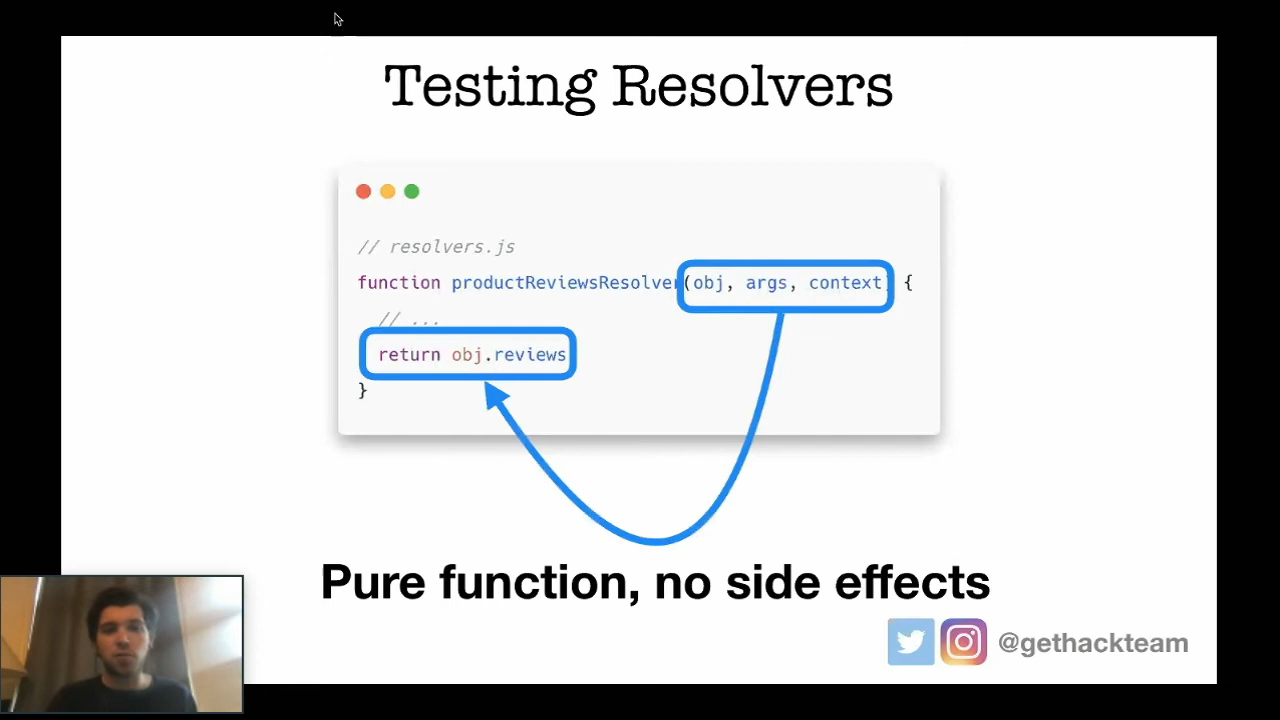 Testing Resolvers
// resolvers.js
function productReviewsResolver(obj, args, context) {
// ...
return obj.reviews
}
Pure function, no side effects
@gethackteam